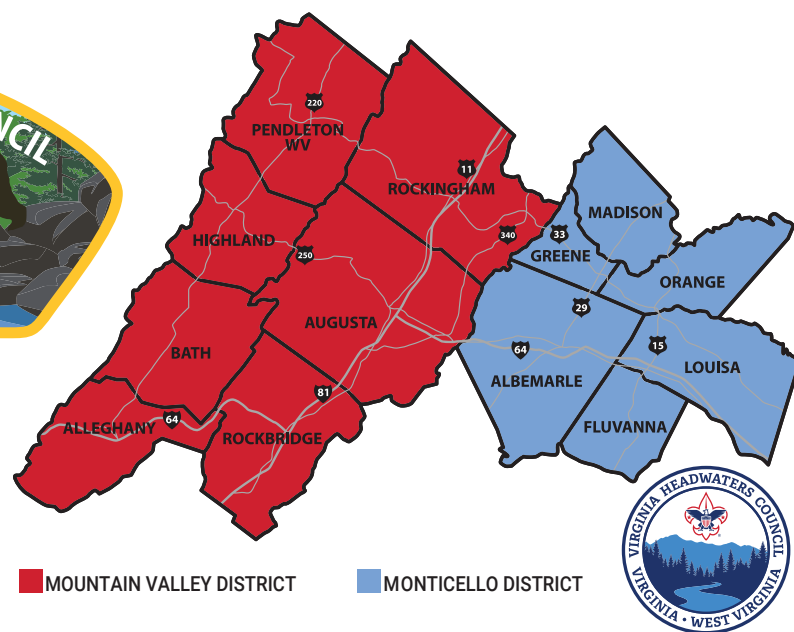 NCIL
220
PENDLETON
WV
11
ROCKINGHAM
MADISON
HIGHLAND
250
340
33
GREENE
ORANGE
29
AUGUSTA
BATH
64
15
LOUISA
ALBEMARLE
81
ALLEGHANY
64
ROCKBRIDGE
FLUVANNA
MOUNTAIN VALLEY DISTRICT
MONTICELLO DISTRICT
VIRGINIA HEADWATERS COUNCIL
VIRGINIA • WEST VIRGINIA